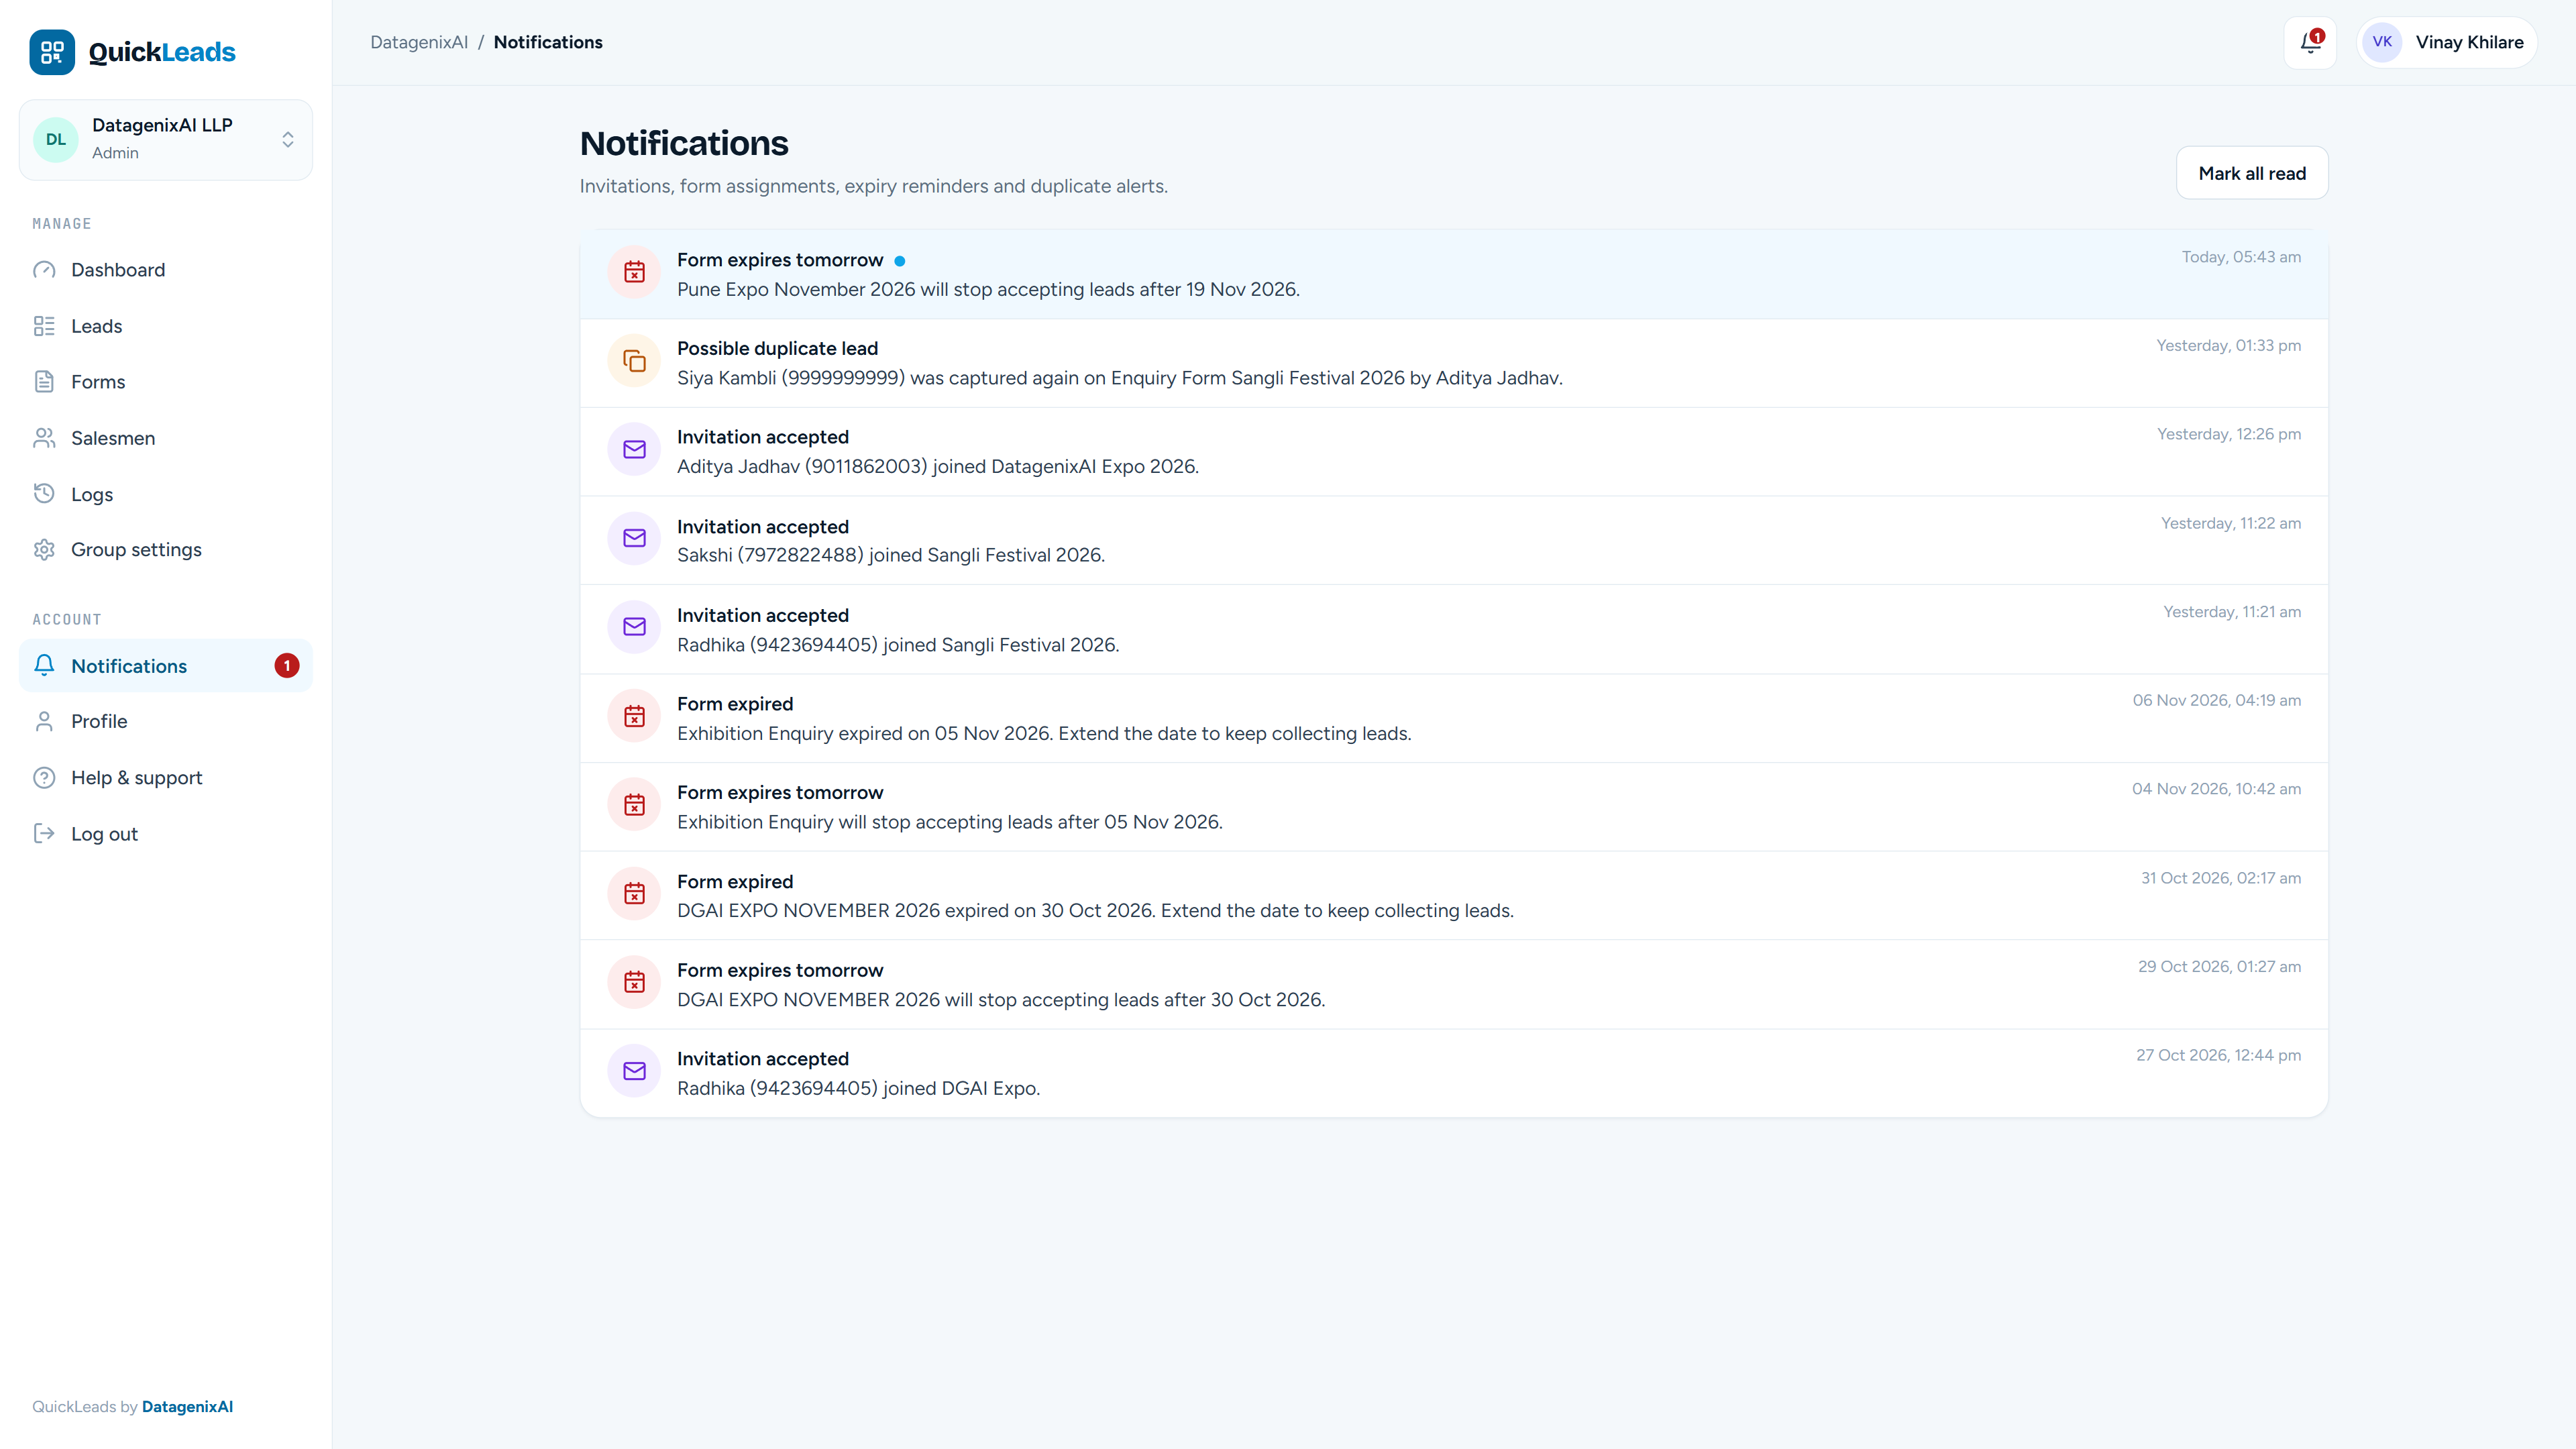 QuickLeads
DL
DatagenixAI LLP
Admin
MANAGE
Dashboard
Leads
Forms
Salesmen
Logs
Group settings
ACCOUNT
Notifications 1
Profile
Help & support
Log out
QuickLeads by DatagenixAI
DatagenixAI / Notifications
1
VK Vinay Khilare
Notifications
Invitations, form assignments, expiry reminders and duplicate alerts.
Mark all read
Form expires tomorrow
Today, 05:43 am
Pune Expo November 2026 will stop accepting leads after 19 Nov 2026.
Possible duplicate lead
Yesterday, 01:33 pm
Siya Kambli (9999999999) was captured again on Enquiry Form Sangli Festival 2026 by Aditya Jadhav.
Invitation accepted
Yesterday, 12:26 pm
Aditya Jadhav (9011862003) joined DatagenixAI Expo 2026.
Invitation accepted
Yesterday, 11:22 am
Sakshi (7972822488) joined Sangli Festival 2026.
Invitation accepted
Yesterday, 11:21 am
Radhika (9423694405) joined Sangli Festival 2026.
Form expired
06 Nov 2026, 04:19 am
Exhibition Enquiry expired on 05 Nov 2026. Extend the date to keep collecting leads.
Form expires tomorrow
04 Nov 2026, 10:42 am
Exhibition Enquiry will stop accepting leads after 05 Nov 2026.
Form expired
31 Oct 2026, 02:17 am
DGAI EXPO NOVEMBER 2026 expired on 30 Oct 2026. Extend the date to keep collecting leads.
Form expires tomorrow
29 Oct 2026, 01:27 am
DGAI EXPO NOVEMBER 2026 will stop accepting leads after 30 Oct 2026.
Invitation accepted
27 Oct 2026, 12:44 pm
Radhika (9423694405) joined DGAI Expo.